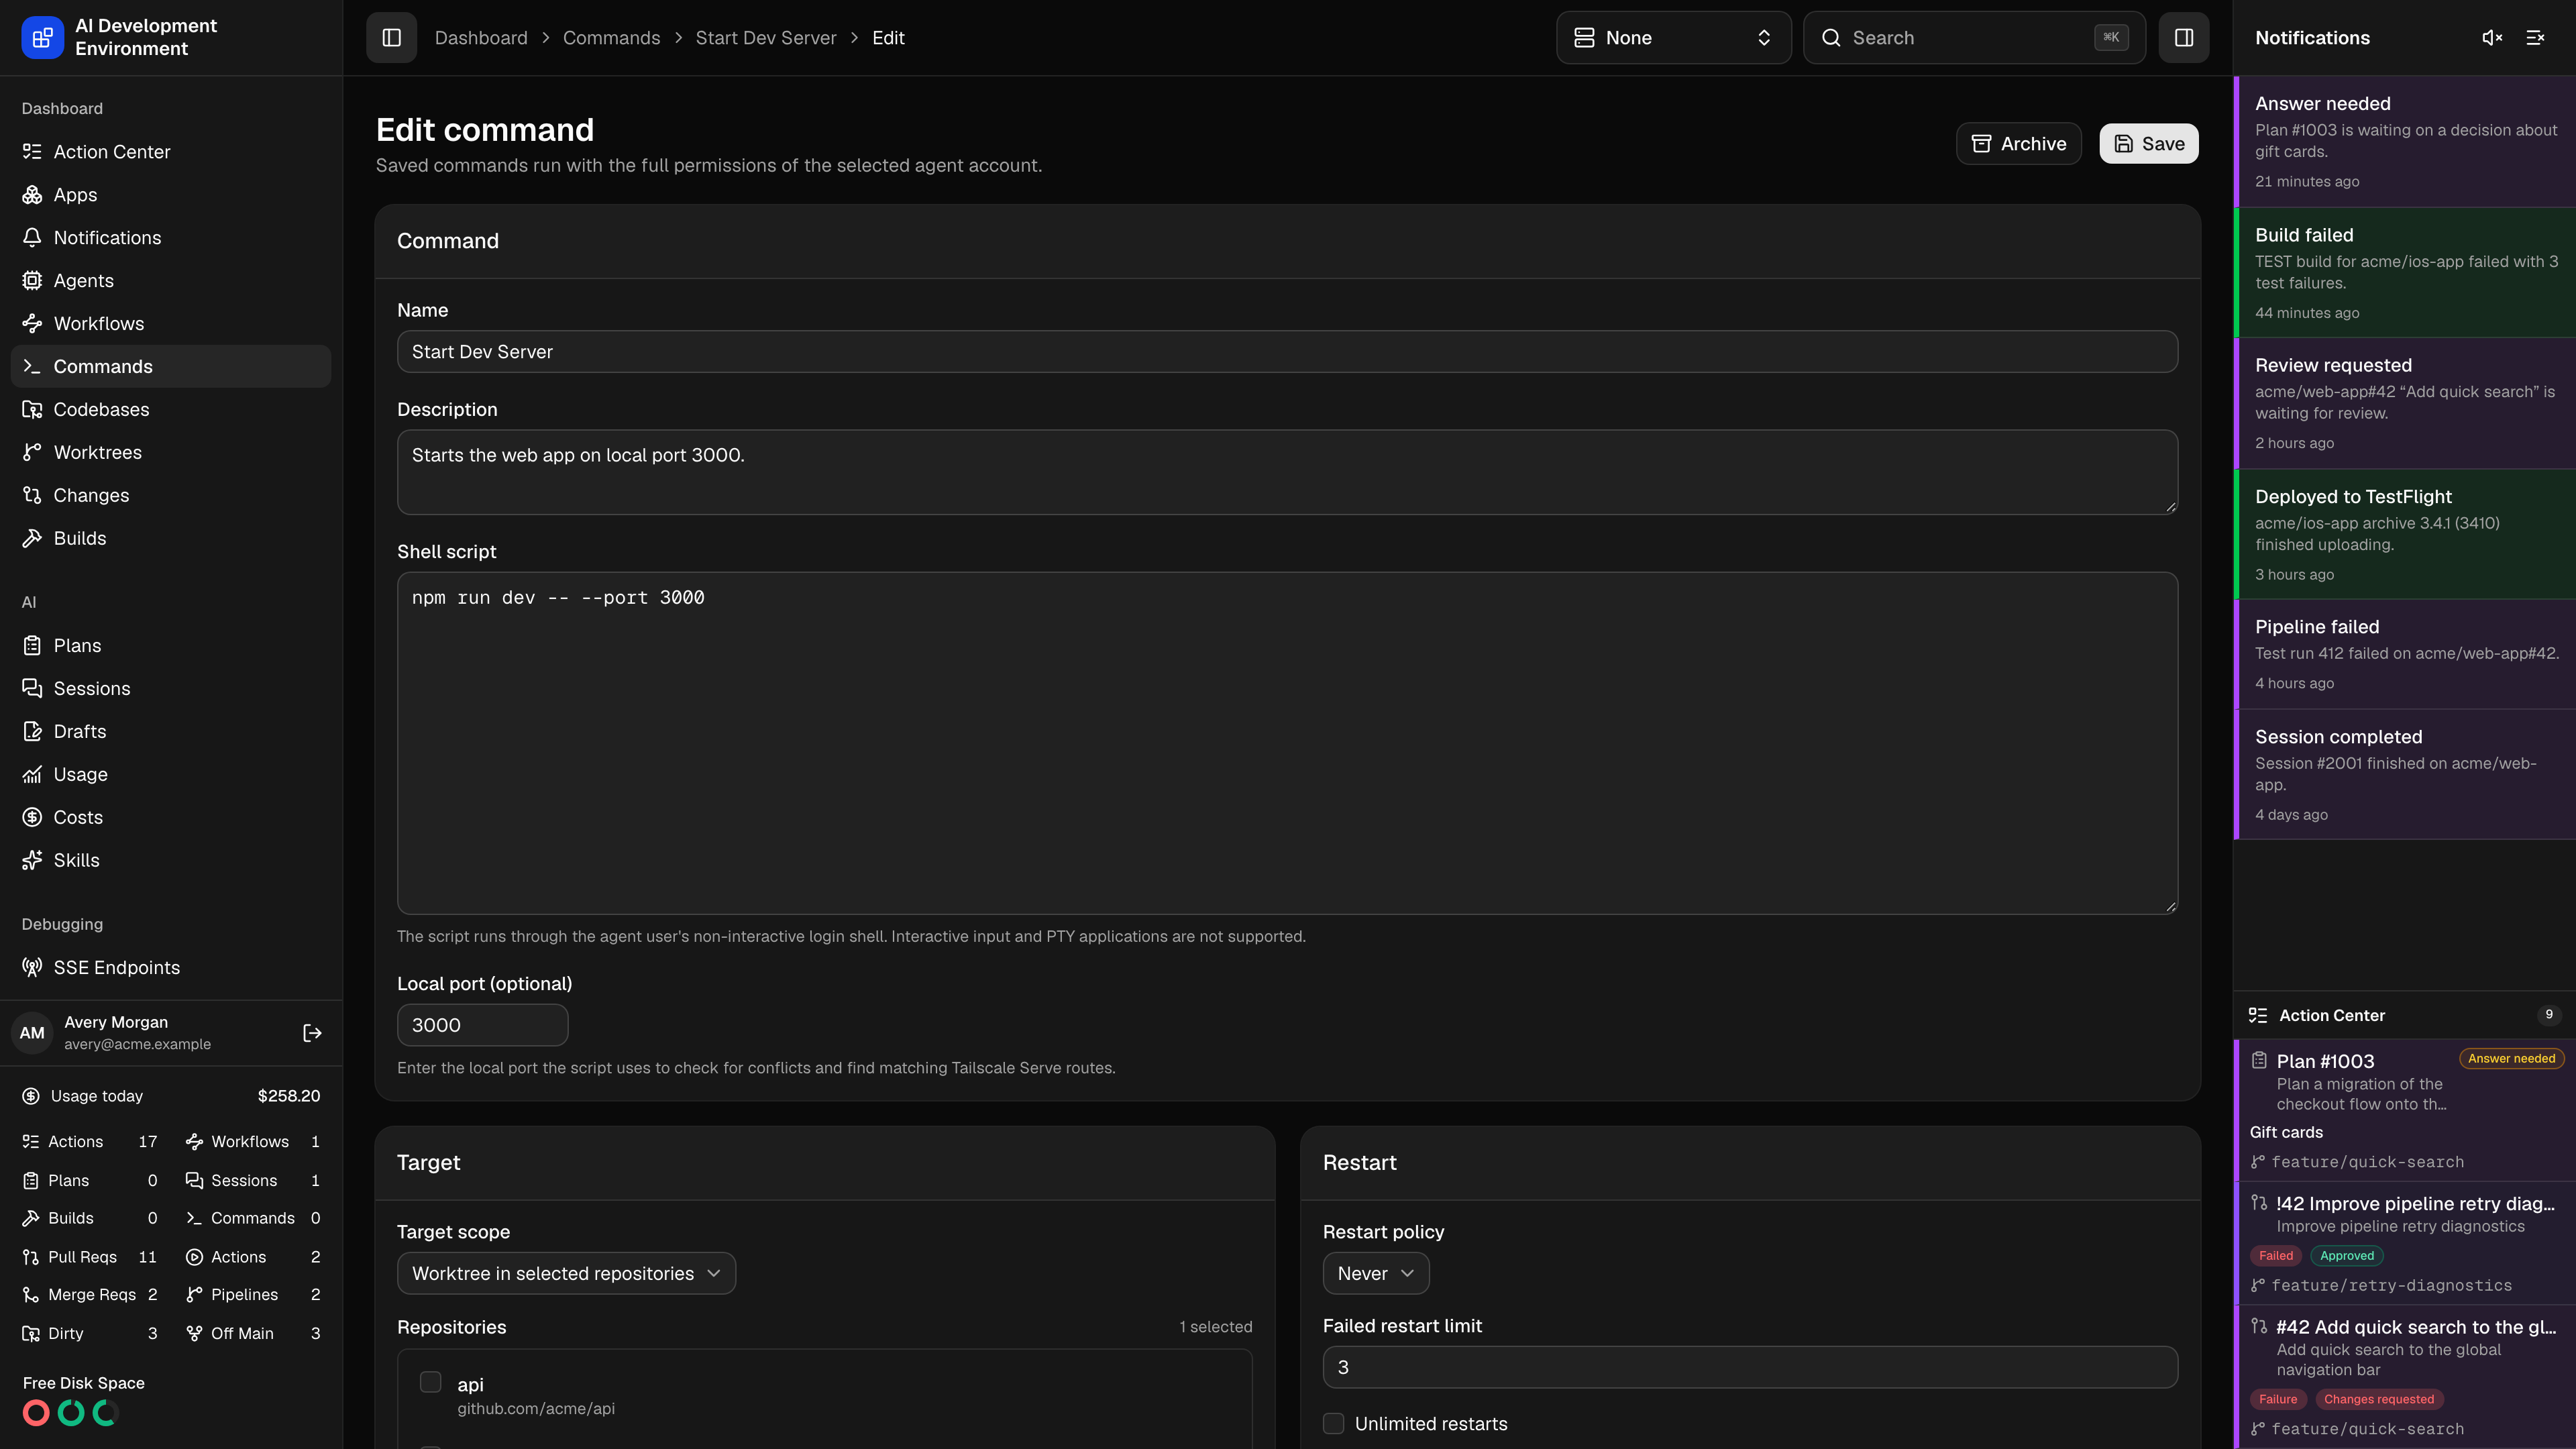 AI Development
Environment
Dashboard
Action Center
Apps
Notifications
Agents
Workflows
Commands
Codebases
Worktrees
Changes
Builds
AI
Plans
Sessions
Drafts
Usage
Costs
Skills
Debugging
SSE Endpoints
AM
Avery Morgan
avery@acme.example
Usage today $258.20
Actions 17 Workflows 1
Plans 0 Sessions 1
Builds 0 Commands 0
Pull Reqs 11 Actions 2
Merge Reqs 2 Pipelines 2
Dirty 3 Off Main 3
Free Disk Space
Dashboard > Commands > Start Dev Server > Edit
None
Search ⌘K
Edit command
Saved commands run with the full permissions of the selected agent account.
Archive
Save
Command
Name
Start Dev Server
Description
Starts the web app on local port 3000.
Shell script
npm run dev -- --port 3000
The script runs through the agent user's non-interactive login shell. Interactive input and PTY applications are not supported.
Local port (optional)
3000
Enter the local port the script uses to check for conflicts and find matching Tailscale Serve routes.
Target
Target scope
Worktree in selected repositories
Repositories 1 selected
api
github.com/acme/api
Restart
Restart policy
Never
Failed restart limit
3
Unlimited restarts
Notifications
Answer needed
Plan #1003 is waiting on a decision about
gift cards.
21 minutes ago
Build failed
TEST build for acme/ios-app failed with 3
test failures.
44 minutes ago
Review requested
acme/web-app#42 “Add quick search” is
waiting for review.
2 hours ago
Deployed to TestFlight
acme/ios-app archive 3.4.1 (3410)
finished uploading.
3 hours ago
Pipeline failed
Test run 412 failed on acme/web-app#42.
4 hours ago
Session completed
Session #2001 finished on acme/web-
app.
4 days ago
Action Center 9
Plan #1003 Answer needed
Plan a migration of the
checkout flow onto th...
Gift cards
feature/quick-search
!42 Improve pipeline retry diag...
Improve pipeline retry diagnostics
Failed Approved
feature/retry-diagnostics
#42 Add quick search to the gl...
Add quick search to the global
navigation bar
Failure Changes requested
feature/quick-search